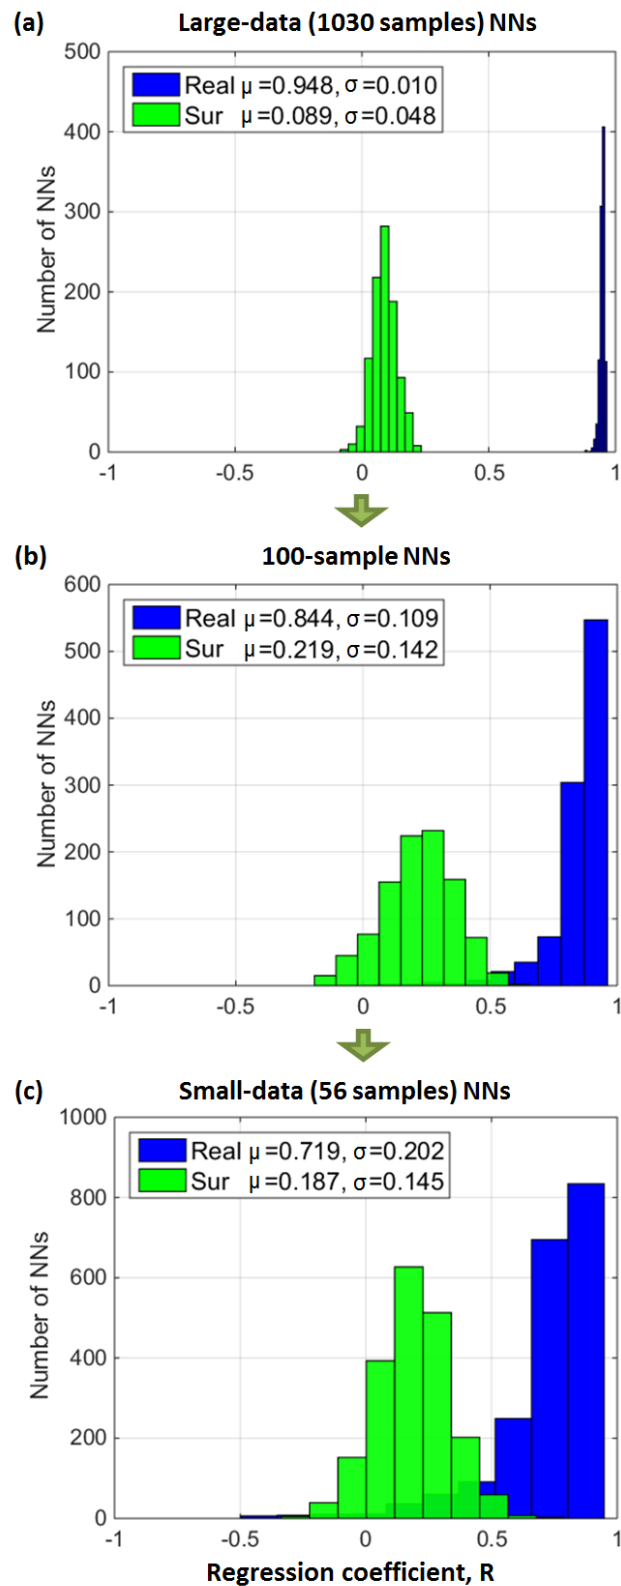 (a) Large-data (1030 samples) NNs
500
400
300
200
100
0
Number of NNs
Real μ=0.948, σ=0.010
Sur μ=0.089, σ=0.048
-1 -0.5 0 0.5 1
(b) 100-sample NNs
600
500
400
300
200
100
0
Number of NNs
Real μ=0.844, σ=0.109
Sur μ=0.219, σ=0.142
-1 -0.5 0 0.5 1
(c) Small-data (56 samples) NNs
1000
800
600
400
200
0
Number of NNs
Real μ=0.719, σ=0.202
Sur μ=0.187, σ=0.145
-1 -0.5 0 0.5 1
Regression coefficient, R